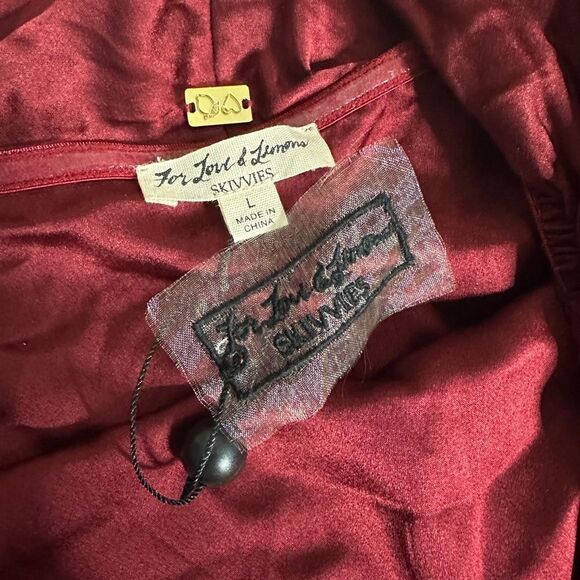 For Love & Lemons
SKIVVIES
L
MADE IN
CHINA
For Love & Lemons
SKIVVIES